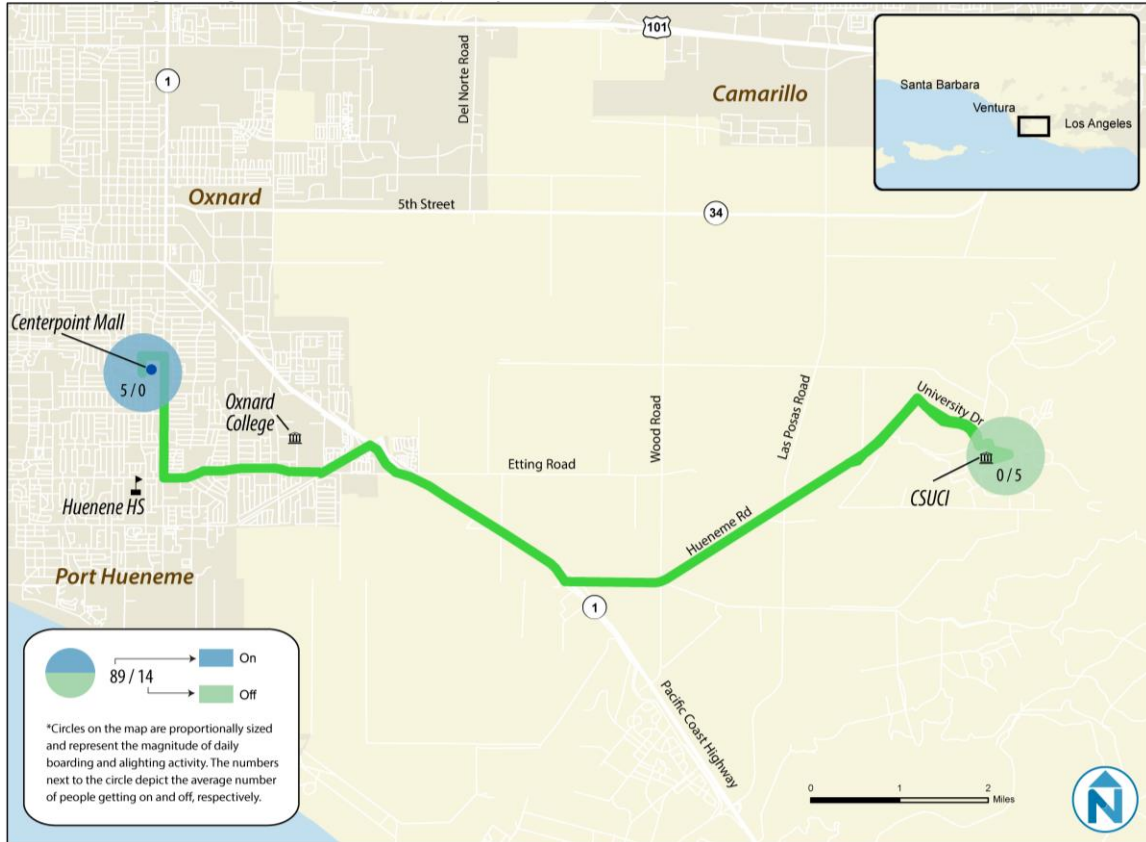 101
1
Del Norte Road
Camarillo
Santa Barbara
Ventura
Los Angeles
Oxnard
5th Street
34
Centerpoint Mall
5 / 0
Oxnard
College
Huenene HS
Etting Road
Wood Road
Las Posas Road
University Dr
CSUCI
0 / 5
Hueneme Rd
Port Hueneme
1
Pacific Coast Highway
89 / 14
On
Off
*Circles on the map are proportionally sized
and represent the magnitude of daily
boarding and alighting activity. The numbers
next to the circle depict the average number
of people getting on and off, respectively.
0 1 2
Miles
N